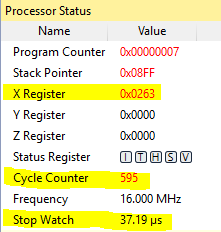 Processor Status
Name Value
Program Counter 0x00000007
Stack Pointer 0x08FF
X Register 0x0263
Y Register 0x0000
Z Register 0x0000
Status Register I T H S V
Cycle Counter 595
Frequency 16.000 MHz
Stop Watch 37.19 µs